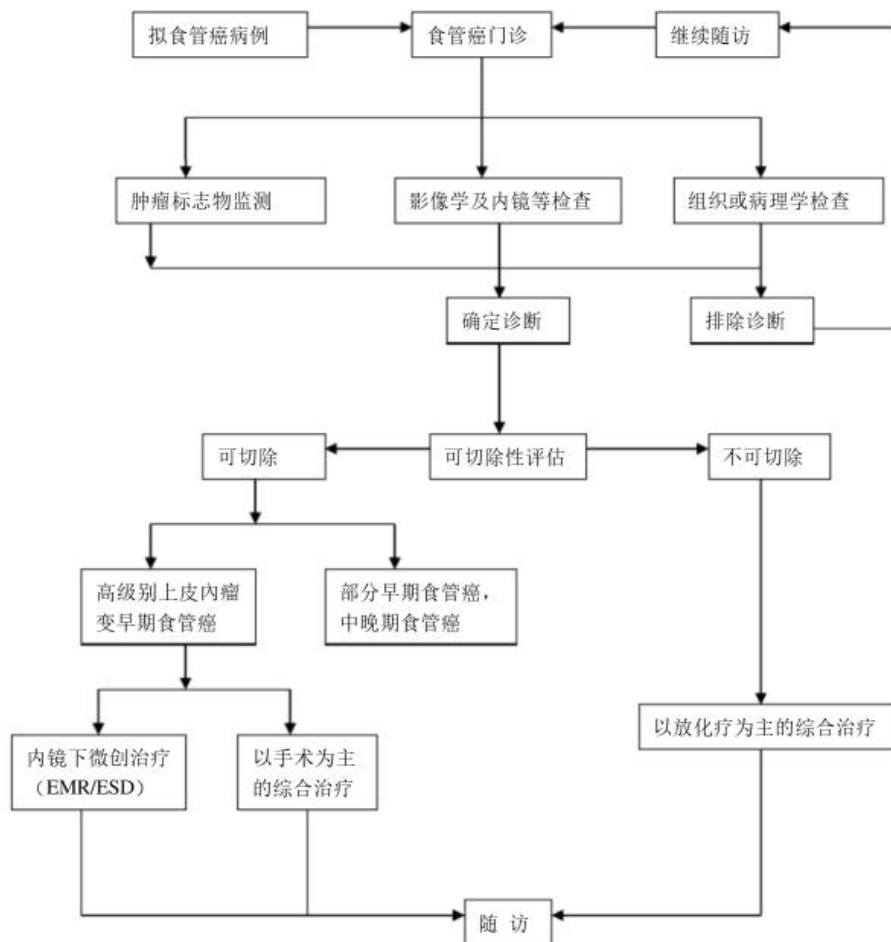 拟食管癌病例
食管癌门诊
继续随访
肿瘤标志物监测
影像学及内镜等检查
组织或病理学检查
确定诊断
排除诊断
可切除
可切除性评估
不可切除
高级别上皮内瘤
变早期食管癌
部分早期食管癌，
中晚期食管癌
内镜下微创治疗
（EMR/ESD）
以手术为主
的综合治疗
以放化疗为主的综合治疗
随 访